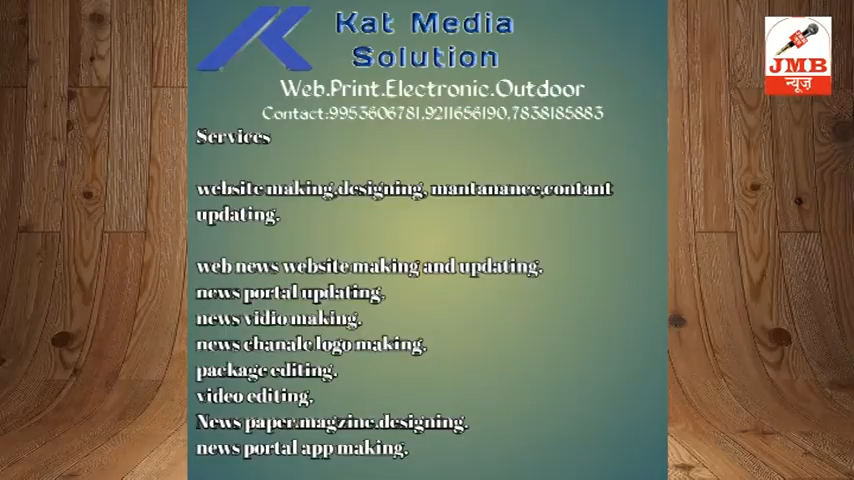 Kat Media
Solution
JMB
न्यूज़
Web.Print.Electronic.Outdoor
Contact:9953606781,9211656190,7838185883
Services
website making,designing, mantanance,contant
updating.
web news website making and updating.
news portal updating.
news vidio making.
news chanale logo making.
package editing.
video editing.
News paper.magzine.designing.
news portal app making.